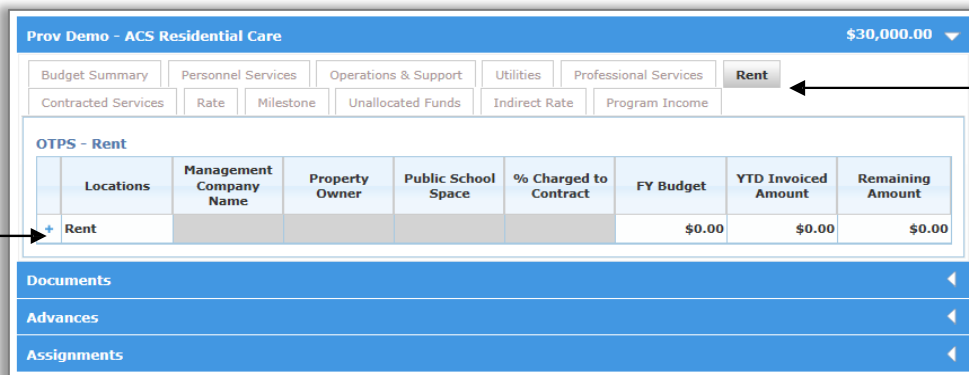 Prov Demo - ACS Residential Care $30,000.00
Budget Summary Personnel Services Operations & Support Utilities Professional Services Rent
Contracted Services Rate Milestone Unallocated Funds Indirect Rate Program Income
OTPS - Rent
Locations Management Company Name Property Owner Public School Space % Charged to Contract FY Budget YTD Invoiced Amount Remaining Amount
+ Rent $0.00 $0.00 $0.00
Documents
Advances
Assignments